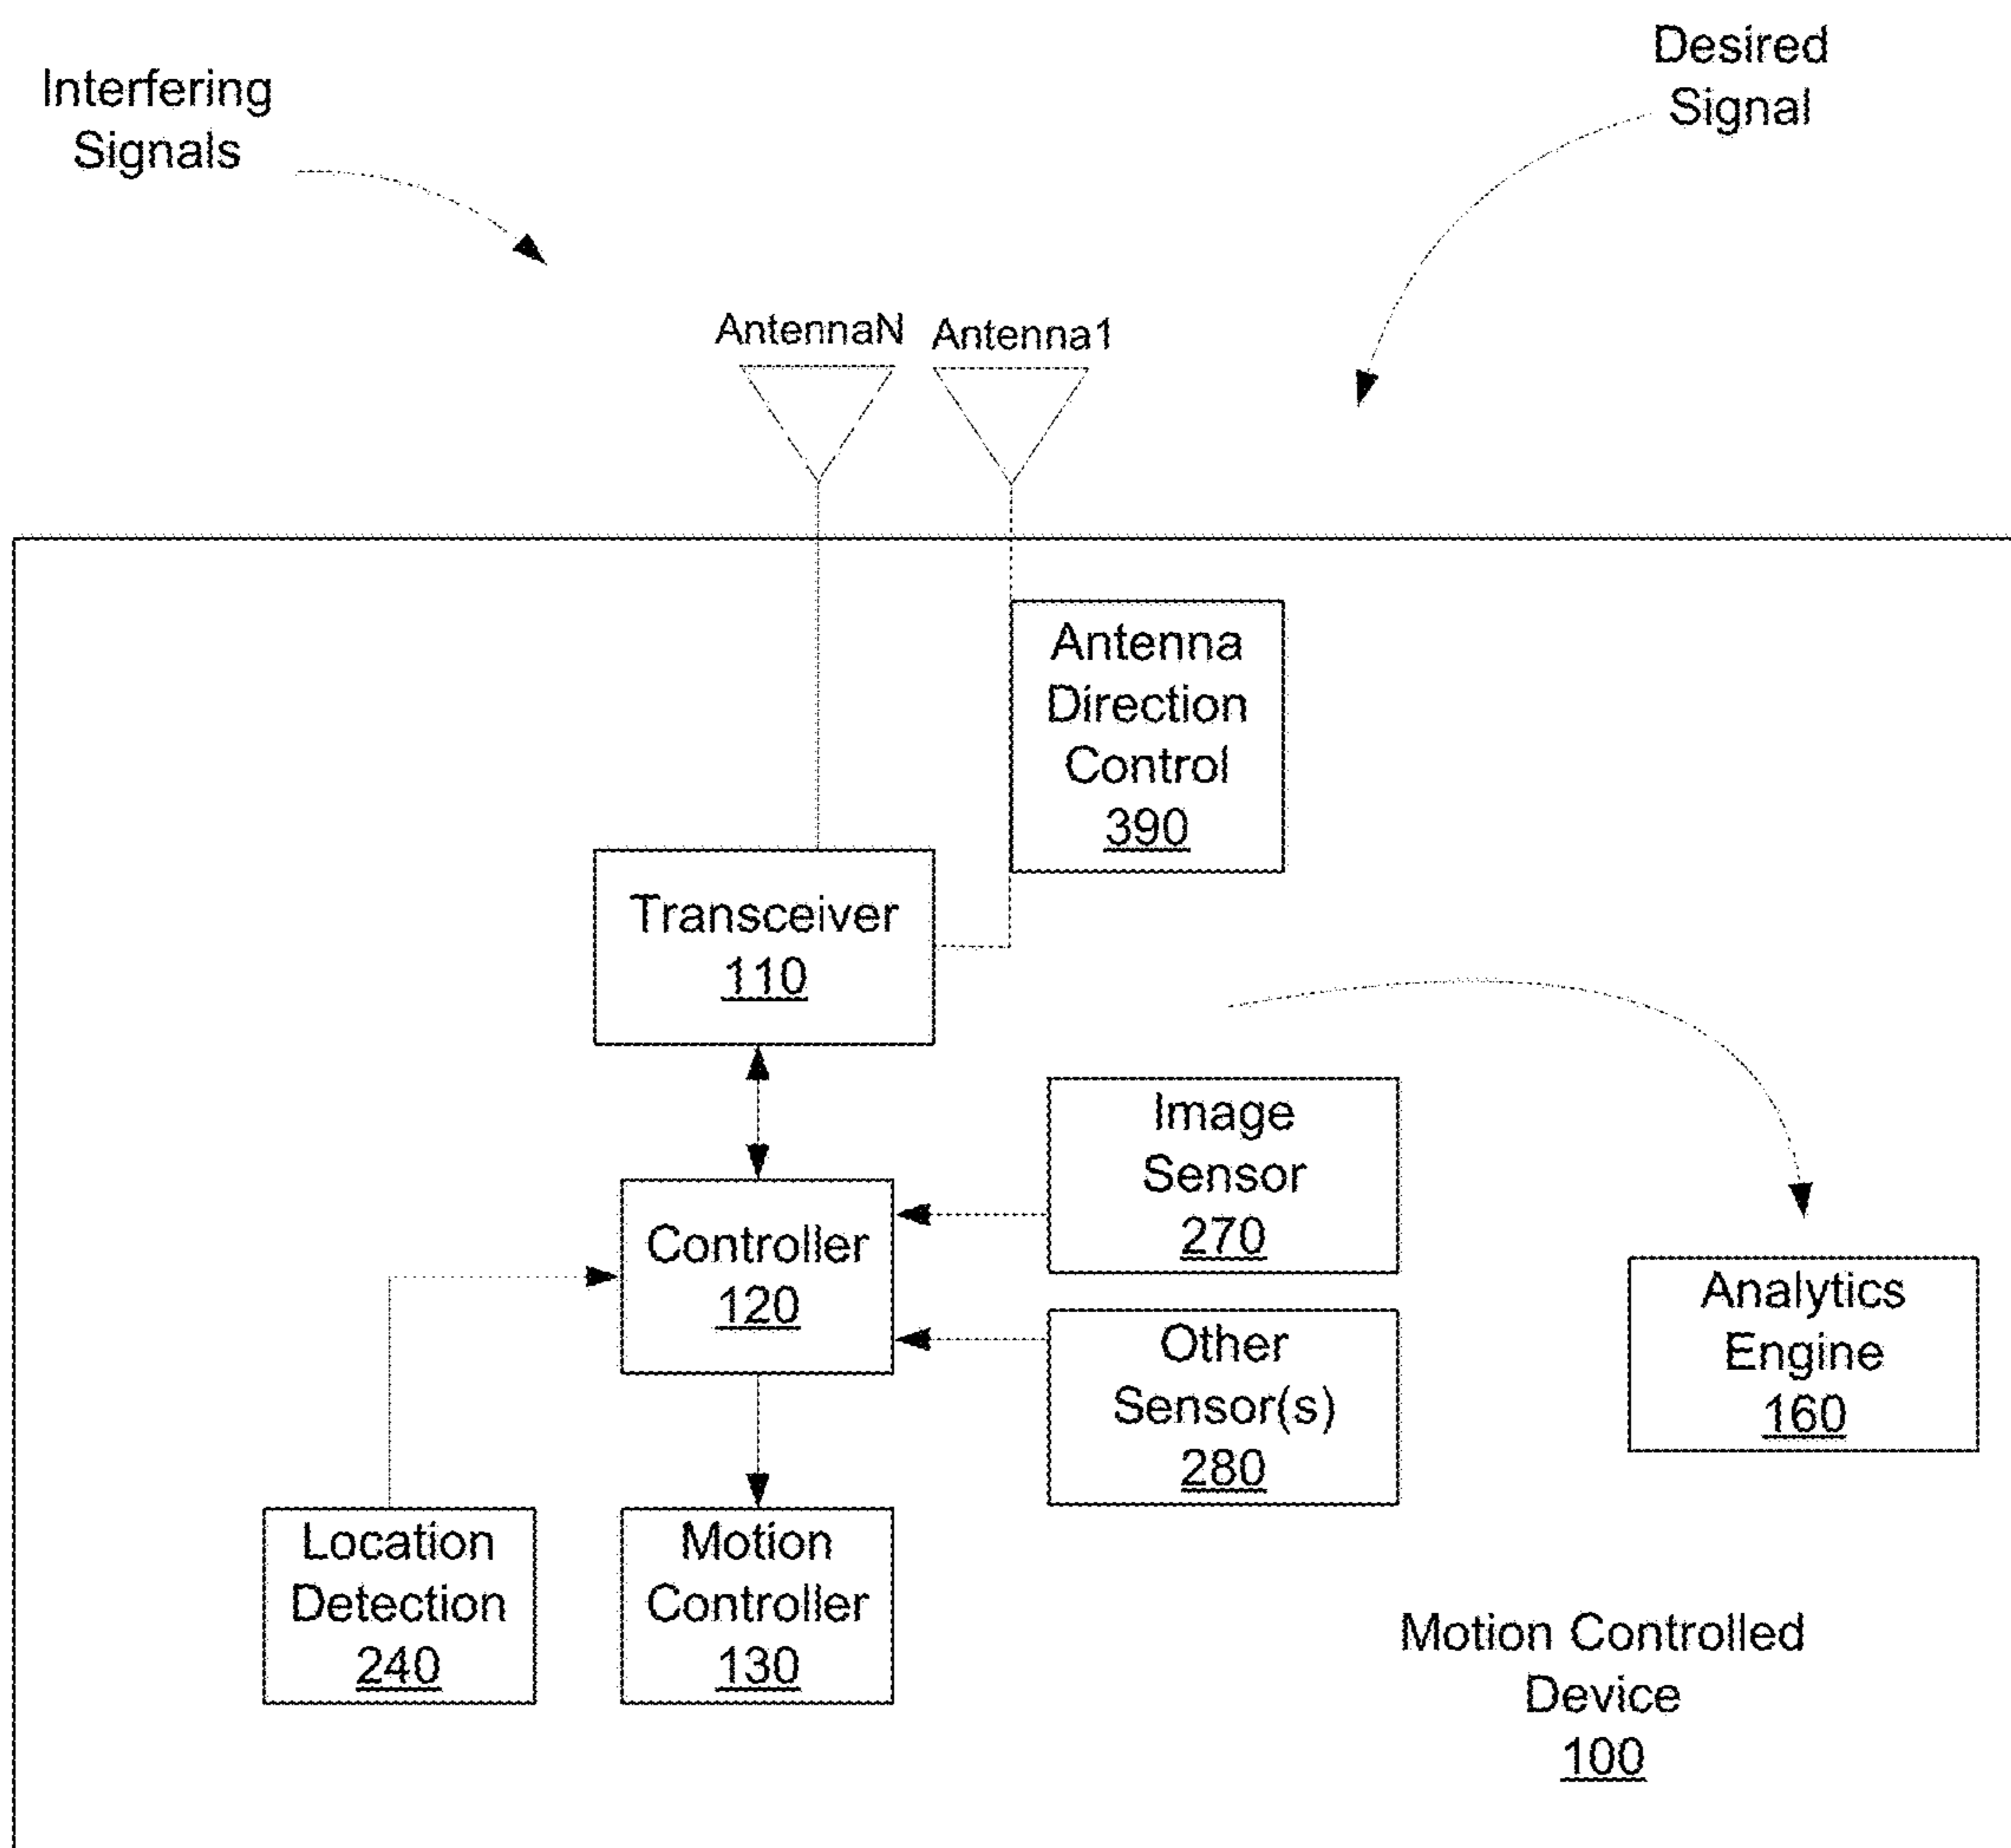 Interfering
Signals
Desired
Signal
AntennaN
Antenna1
Antenna
Direction
Control
390
Transceiver
110
Image
Sensor
270
Controller
120
Analytics
Engine
160
Other
Sensor(s)
280
Location
Detection
240
Motion
Controller
130
Motion Controlled
Device
100